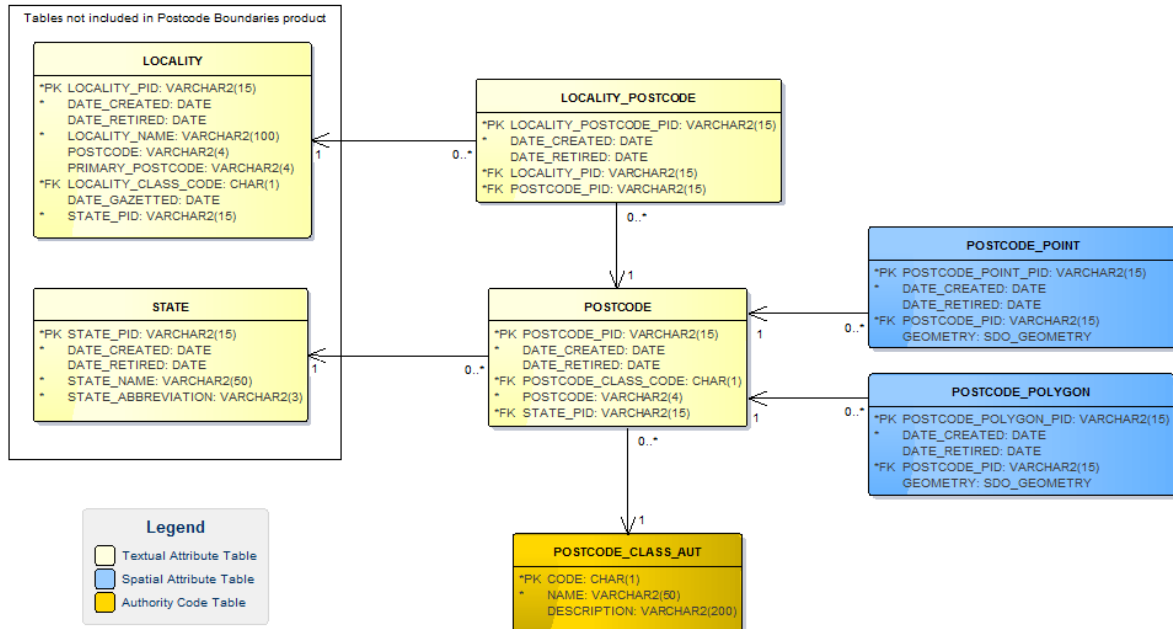 Tables not included in Postcode Boundaries product
LOCALITY
*PK LOCALITY_PID: VARCHAR2(15)
* DATE_CREATED: DATE
DATE_RETIRED: DATE
* LOCALITY_NAME: VARCHAR2(100)
POSTCODE: VARCHAR2(4)
PRIMARY_POSTCODE: VARCHAR2(4)
*FK LOCALITY_CLASS_CODE: CHAR(1)
DATE_GAZETTED: DATE
* STATE_PID: VARCHAR2(15)
1
0..*
LOCALITY_POSTCODE
*PK LOCALITY_POSTCODE_PID: VARCHAR2(15)
* DATE_CREATED: DATE
DATE_RETIRED: DATE
*FK LOCALITY_PID: VARCHAR2(15)
*FK POSTCODE_PID: VARCHAR2(15)
0..*
1
STATE
*PK STATE_PID: VARCHAR2(15)
* DATE_CREATED: DATE
DATE_RETIRED: DATE
* STATE_NAME: VARCHAR2(50)
* STATE_ABBREVIATION: VARCHAR2(3)
1
0..*
POSTCODE
*PK POSTCODE_PID: VARCHAR2(15)
* DATE_CREATED: DATE
DATE_RETIRED: DATE
*FK POSTCODE_CLASS_CODE: CHAR(1)
* POSTCODE: VARCHAR2(4)
*FK STATE_PID: VARCHAR2(15)
1
0..*
POSTCODE_POINT
*PK POSTCODE_POINT_PID: VARCHAR2(15)
* DATE_CREATED: DATE
DATE_RETIRED: DATE
*FK POSTCODE_PID: VARCHAR2(15)
GEOMETRY: SDO_GEOMETRY
1
0..*
POSTCODE_POLYGON
*PK POSTCODE_POLYGON_PID: VARCHAR2(15)
* DATE_CREATED: DATE
DATE_RETIRED: DATE
*FK POSTCODE_PID: VARCHAR2(15)
GEOMETRY: SDO_GEOMETRY
0..*
1
POSTCODE_CLASS_AUT
*PK CODE: CHAR(1)
* NAME: VARCHAR2(50)
DESCRIPTION: VARCHAR2(200)
Legend
Textual Attribute Table
Spatial Attribute Table
Authority Code Table